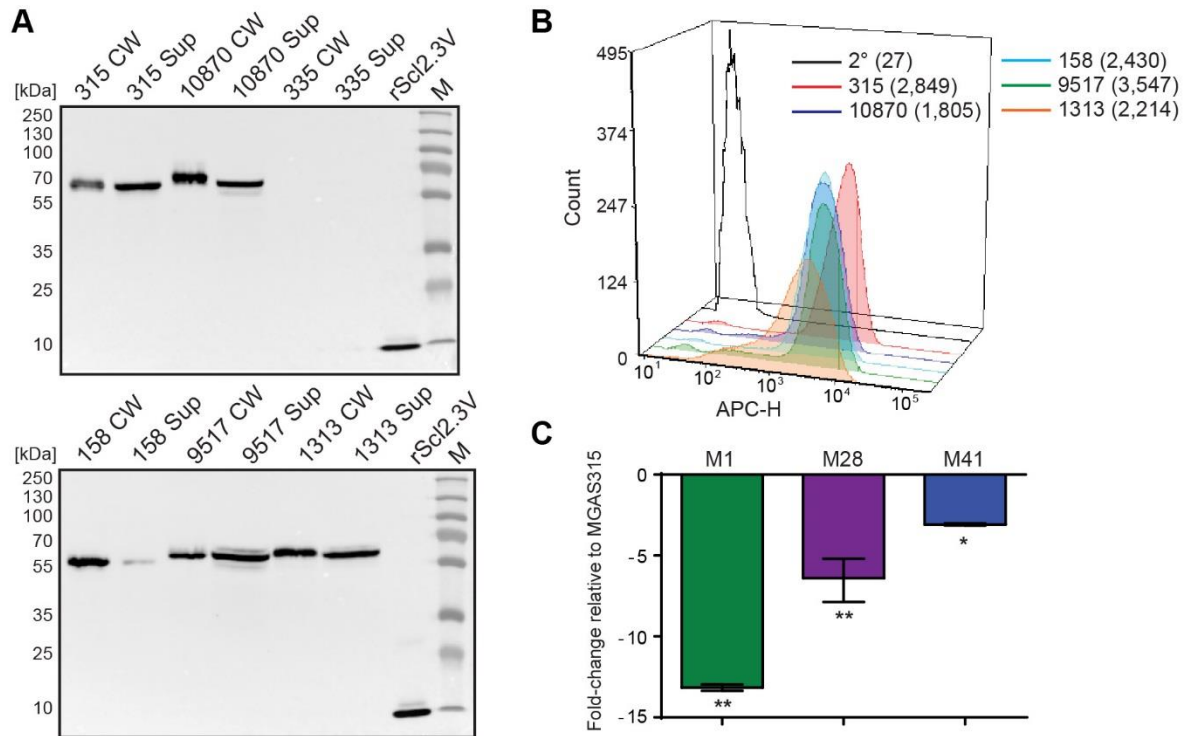 A
315 CW
315 Sup
10870 CW
10870 Sup
335 CW
335 Sup
rScl2.3V
M
[kDa]
250
130
100
70
55
35
25
10
158 CW
158 Sup
9517 CW
9517 Sup
1313 CW
1313 Sup
rScl2.3V
M
[kDa]
250
130
100
70
55
35
25
10
B
495
374
247
124
0
Count
2° (27)
315 (2,849)
10870 (1,805)
158 (2,430)
9517 (3,547)
1313 (2,214)
10¹
10²
10³
10⁴
10⁵
APC-H
C
M1
M28
M41
Fold-change relative to MGAS315
0
-5
-10
-15
**
**
*